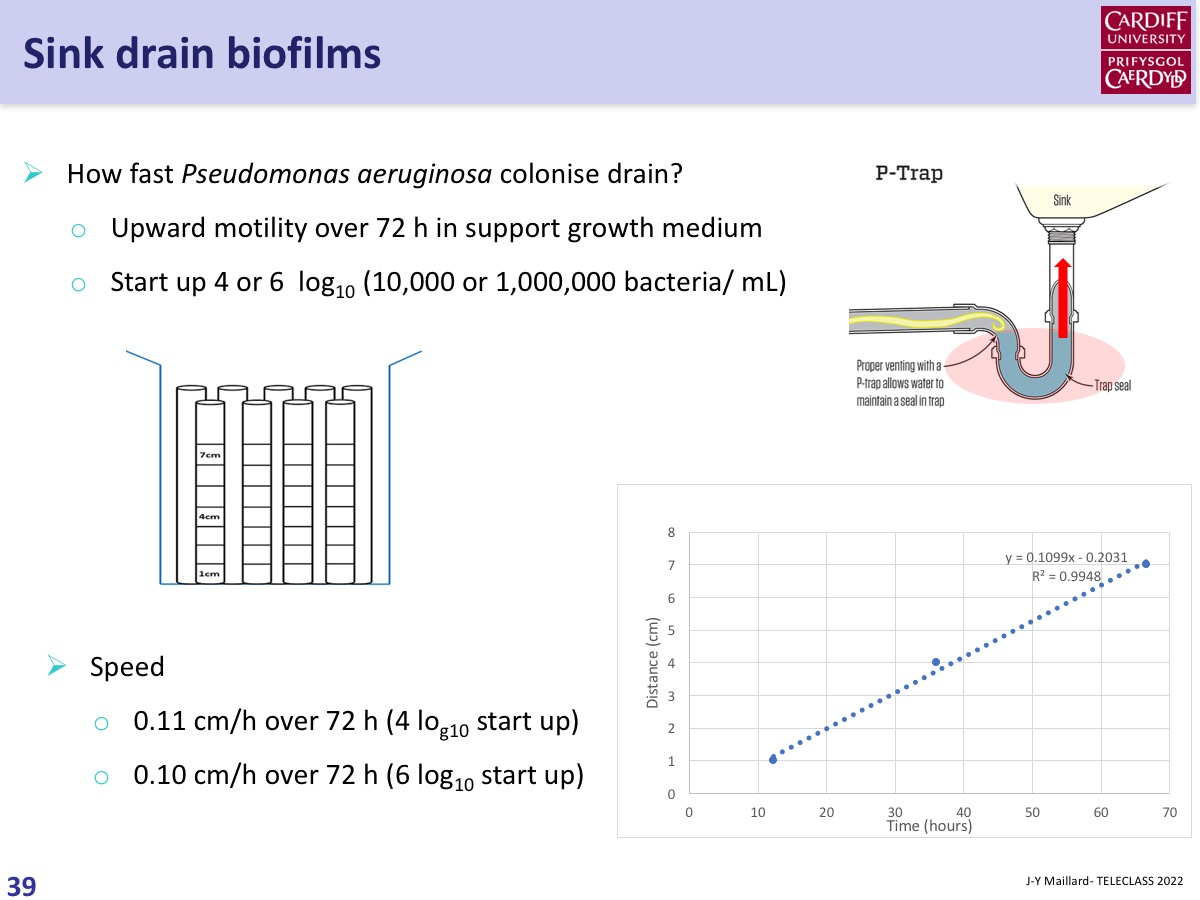 Sink drain biofilms
CARDIFF
UNIVERSITY
PRIFYSGOL
CAERDYDD
How fast Pseudomonas aeruginosa colonise drain?
Upward motility over 72 h in support growth medium
Start up 4 or 6 log10 (10,000 or 1,000,000 bacteria/ mL)
P-Trap
Sink
Proper venting with a
P-trap allows water to
maintain a seal in trap
Trap seal
7cm
4cm
1cm
Speed
0.11 cm/h over 72 h (4 log10 start up)
0.10 cm/h over 72 h (6 log10 start up)
y = 0.1099x - 0.2031
R² = 0.9948
Distance (cm)
8
7
6
5
4
3
2
1
0
0 10 20 30 40 50 60 70
Time (hours)
39
J-Y Maillard- TELECLASS 2022